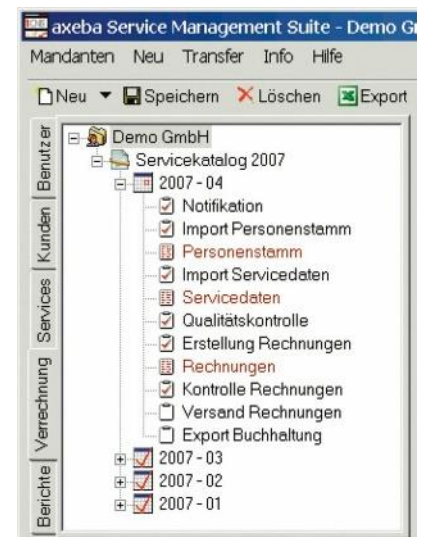 axeba Service Management Suite - Demo G
Mandanten Neu Transfer Info Hilfe
Neu Speichern Löschen Export
Benutzer
Kunden
Services
Verrechnung
Berichte
Demo GmbH
Servicekatalog 2007
2007 - 04
Notifikation
Import Personenstamm
Personenstamm
Import Servicedaten
Servicedaten
Qualitätskontrolle
Erstellung Rechnungen
Rechnungen
Kontrolle Rechnungen
Versand Rechnungen
Export Buchhaltung
2007 - 03
2007 - 02
2007 - 01